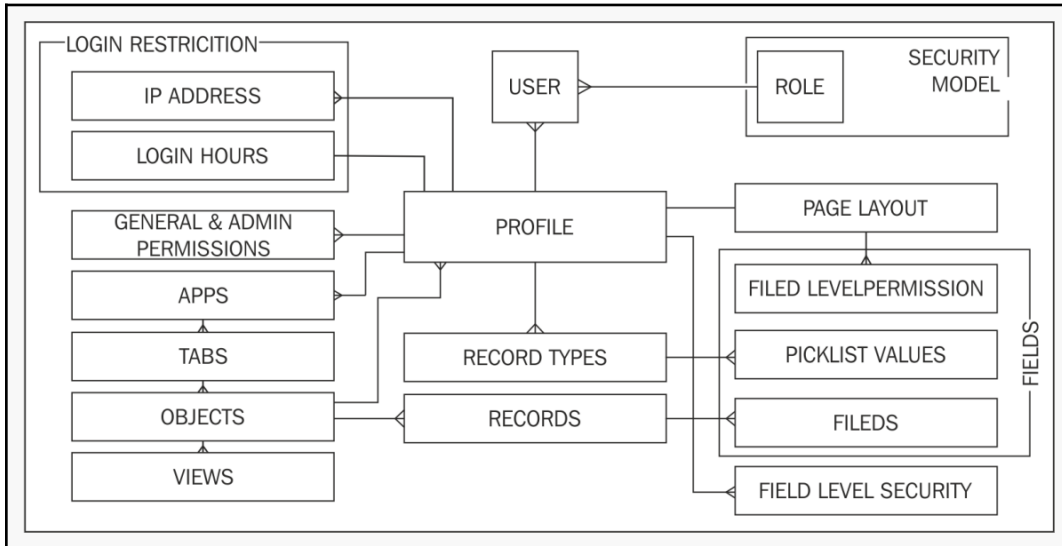 LOGIN RESTRICITION
IP ADDRESS
LOGIN HOURS
USER
ROLE
SECURITY
MODEL
GENERAL & ADMIN
PERMISSIONS
PROFILE
PAGE LAYOUT
APPS
FILED LEVELPERMISSION
TABS
RECORD TYPES
PICKLIST VALUES
FIELDS
OBJECTS
RECORDS
FILEDS
VIEWS
FIELD LEVEL SECURITY